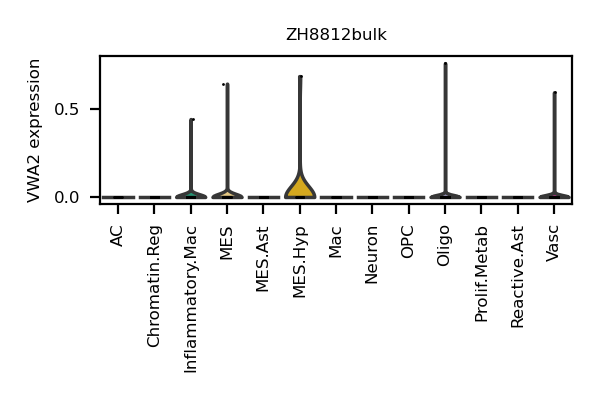 ZH8812bulk
VWA2 expression
0.5
0.0
AC
Chromatin.Reg
Inflammatory.Mac
MES
MES.Ast
MES.Hyp
Mac
Neuron
OPC
Oligo
Prolif.Metab
Reactive.Ast
Vasc